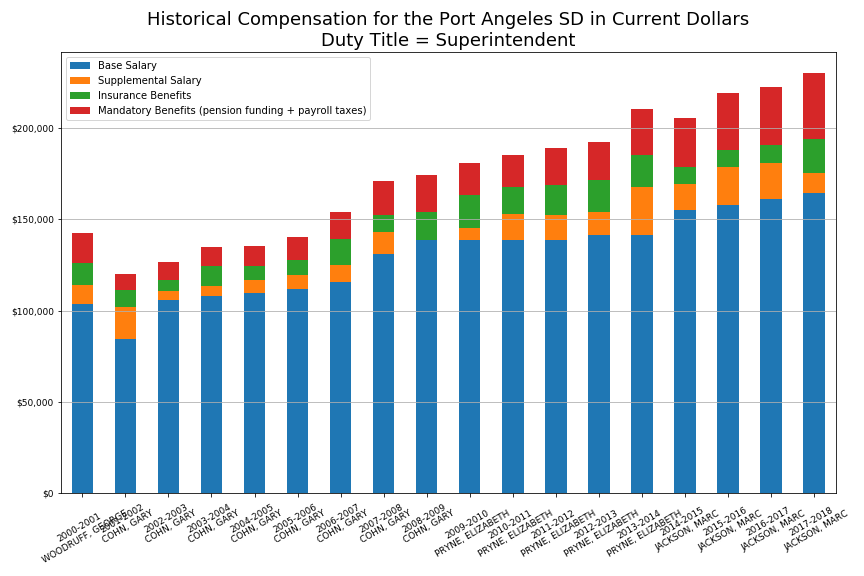 Historical Compensation for the Port Angeles SD in Current Dollars
Duty Title = Superintendent
Base Salary
Supplemental Salary
Insurance Benefits
Mandatory Benefits (pension funding + payroll taxes)
$200,000
$150,000
$100,000
$50,000
$0
2000-2001
WOODRUFF, GEORGE
2001-2002
COHN, GARY
2002-2003
COHN, GARY
2003-2004
COHN, GARY
2004-2005
COHN, GARY
2005-2006
COHN, GARY
2006-2007
COHN, GARY
2007-2008
COHN, GARY
2008-2009
COHN, GARY
2009-2010
PRYNE, ELIZABETH
2010-2011
PRYNE, ELIZABETH
2011-2012
PRYNE, ELIZABETH
2012-2013
PRYNE, ELIZABETH
2013-2014
PRYNE, ELIZABETH
2014-2015
JACKSON, MARC
2015-2016
JACKSON, MARC
2016-2017
JACKSON, MARC
2017-2018
JACKSON, MARC